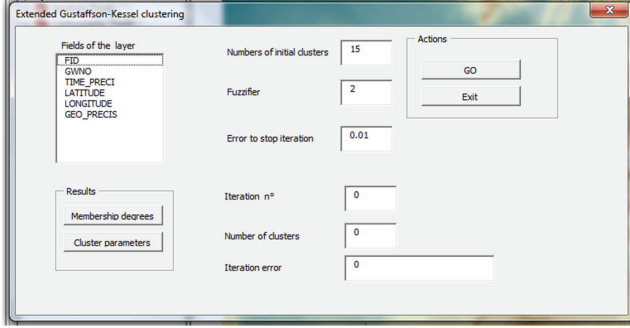 Extended Gustaffson-Kessel clustering
Fields of the layer
FID
GWNO
TIME_PRECI
LATITUDE
LONGITUDE
GEO_PRECIS
Numbers of initial clusters
15
Fuzzifier
2
Error to stop iteration
0.01
Actions
GO
Exit
Results
Membership degrees
Cluster parameters
Iteration n°
0
Number of clusters
0
Iteration error
0